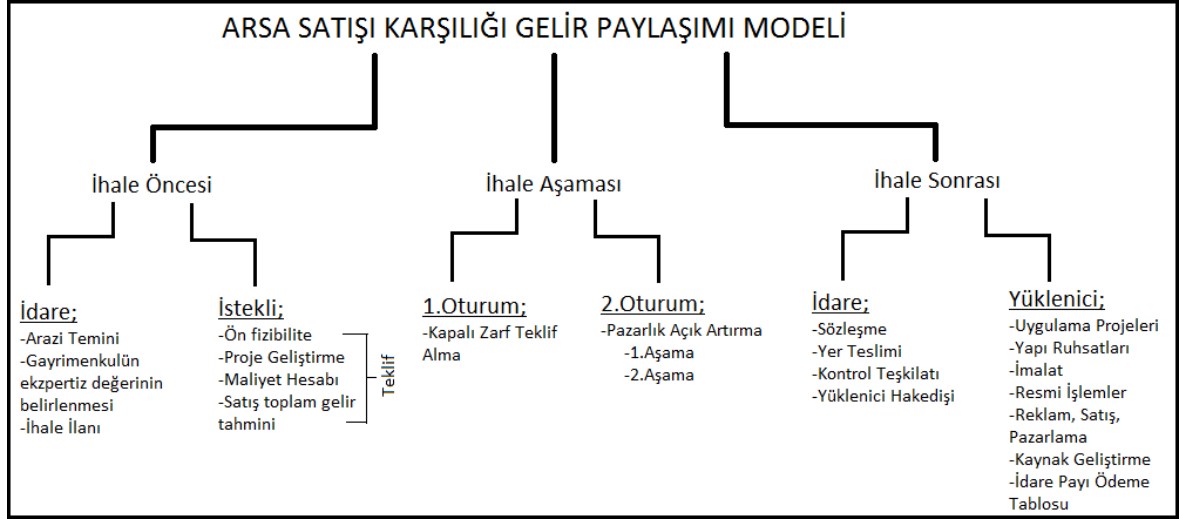 ARSA SATIŞI KARŞILIĞI GELİR PAYLAŞIMI MODELİ
İhale Öncesi
İhale Aşaması
İhale Sonrası
İdare;
-Arazi Temini
-Gayrimenkulün
ekzpertiz değerinin
belirlenmesi
-İhale İlanı
İstekli;
-Ön fizibilite
-Proje Geliştirme
-Maliyet Hesabı
-Satış toplam gelir
tahmini
Teklif
1.Oturum;
-Kapalı Zarf Teklif
Alma
2.Oturum;
-Pazarlık Açık Artırma
-1.Aşama
-2.Aşama
İdare;
-Sözleşme
-Yer Teslimi
-Kontrol Teşkilatı
-Yüklenici Hakedişi
Yüklenici;
-Uygulama Projeleri
-Yapı Ruhsatları
-İmalat
-Resmi İşlemler
-Reklam, Satış,
Pazarlama
-Kaynak Geliştirme
-İdare Payı Ödeme
Tablosu